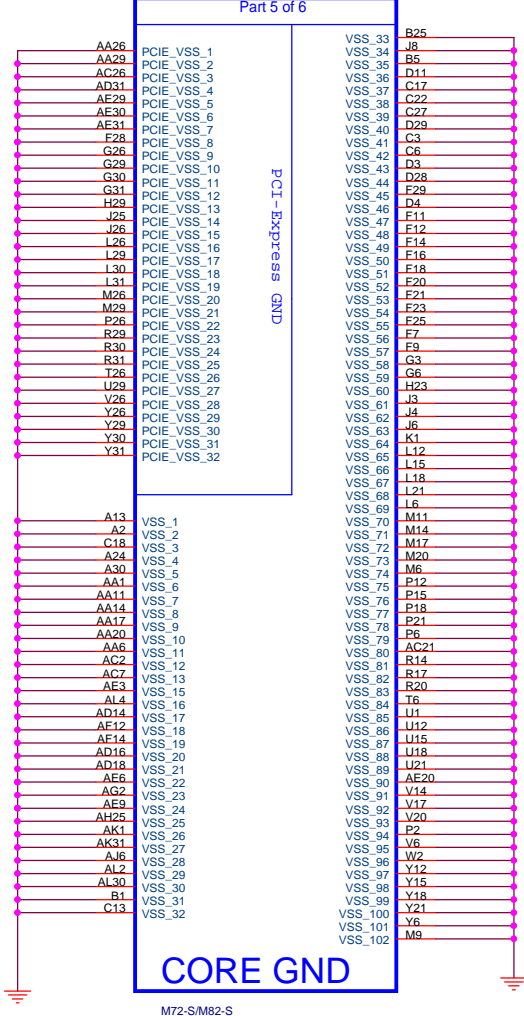 Part 5 of 6
AA26 PCIE_VSS_1
AA29 PCIE_VSS_2
AC26 PCIE_VSS_3
AD31 PCIE_VSS_4
AE29 PCIE_VSS_5
AE30 PCIE_VSS_6
AE31 PCIE_VSS_7
F28 PCIE_VSS_8
G26 PCIE_VSS_9
G29 PCIE_VSS_10
G30 PCIE_VSS_11
G31 PCIE_VSS_12
H29 PCIE_VSS_13
J25 PCIE_VSS_14
J26 PCIE_VSS_15
L26 PCIE_VSS_16
L29 PCIE_VSS_17
L30 PCIE_VSS_18
L31 PCIE_VSS_19
M26 PCIE_VSS_20
M29 PCIE_VSS_21
P26 PCIE_VSS_22
R29 PCIE_VSS_23
R30 PCIE_VSS_24
R31 PCIE_VSS_25
T26 PCIE_VSS_26
U29 PCIE_VSS_27
V26 PCIE_VSS_28
Y26 PCIE_VSS_29
Y29 PCIE_VSS_30
Y30 PCIE_VSS_31
Y31 PCIE_VSS_32
PCI-Express GND
A13 VSS_1
A2 VSS_2
C18 VSS_3
A24 VSS_4
A30 VSS_5
AA1 VSS_6
AA11 VSS_7
AA14 VSS_8
AA17 VSS_9
AA20 VSS_10
AA6 VSS_11
AC2 VSS_12
AC7 VSS_13
AE3 VSS_15
AL4 VSS_16
AD14 VSS_17
AF12 VSS_18
AF14 VSS_19
AD16 VSS_20
AD18 VSS_21
AE6 VSS_22
AG2 VSS_23
AE9 VSS_24
AH25 VSS_25
AK1 VSS_26
AK31 VSS_27
AJ6 VSS_28
AL2 VSS_29
AL30 VSS_30
B1 VSS_31
C13 VSS_32
VSS_33 B25
VSS_34 J8
VSS_35 B5
VSS_36 D11
VSS_37 C17
VSS_38 C22
VSS_39 C27
VSS_40 D29
VSS_41 C3
VSS_42 C6
VSS_43 D3
VSS_44 D28
VSS_45 F29
VSS_46 D4
VSS_47 F11
VSS_48 F12
VSS_49 F14
VSS_50 F16
VSS_51 F18
VSS_52 F20
VSS_53 F21
VSS_54 F23
VSS_55 F25
VSS_56 F7
VSS_57 F9
VSS_58 G3
VSS_59 G6
VSS_60 H23
VSS_61 J3
VSS_62 J4
VSS_63 J6
VSS_64 K1
VSS_65 L12
VSS_66 L15
VSS_67 L18
VSS_68 L21
VSS_69 L6
VSS_70 M11
VSS_71 M14
VSS_72 M17
VSS_73 M20
VSS_74 M6
VSS_75 P12
VSS_76 P15
VSS_77 P18
VSS_78 P21
VSS_79 P6
VSS_80 AC21
VSS_81 R14
VSS_82 R17
VSS_83 R20
VSS_84 T6
VSS_85 U1
VSS_86 U12
VSS_87 U15
VSS_88 U18
VSS_89 U21
VSS_90 AE20
VSS_91 V14
VSS_92 V17
VSS_93 V20
VSS_94 P2
VSS_95 V6
VSS_96 W2
VSS_97 Y12
VSS_98 Y15
VSS_99 Y18
VSS_100 Y21
VSS_101 Y6
VSS_102 M9
CORE GND
M72-S/M82-S